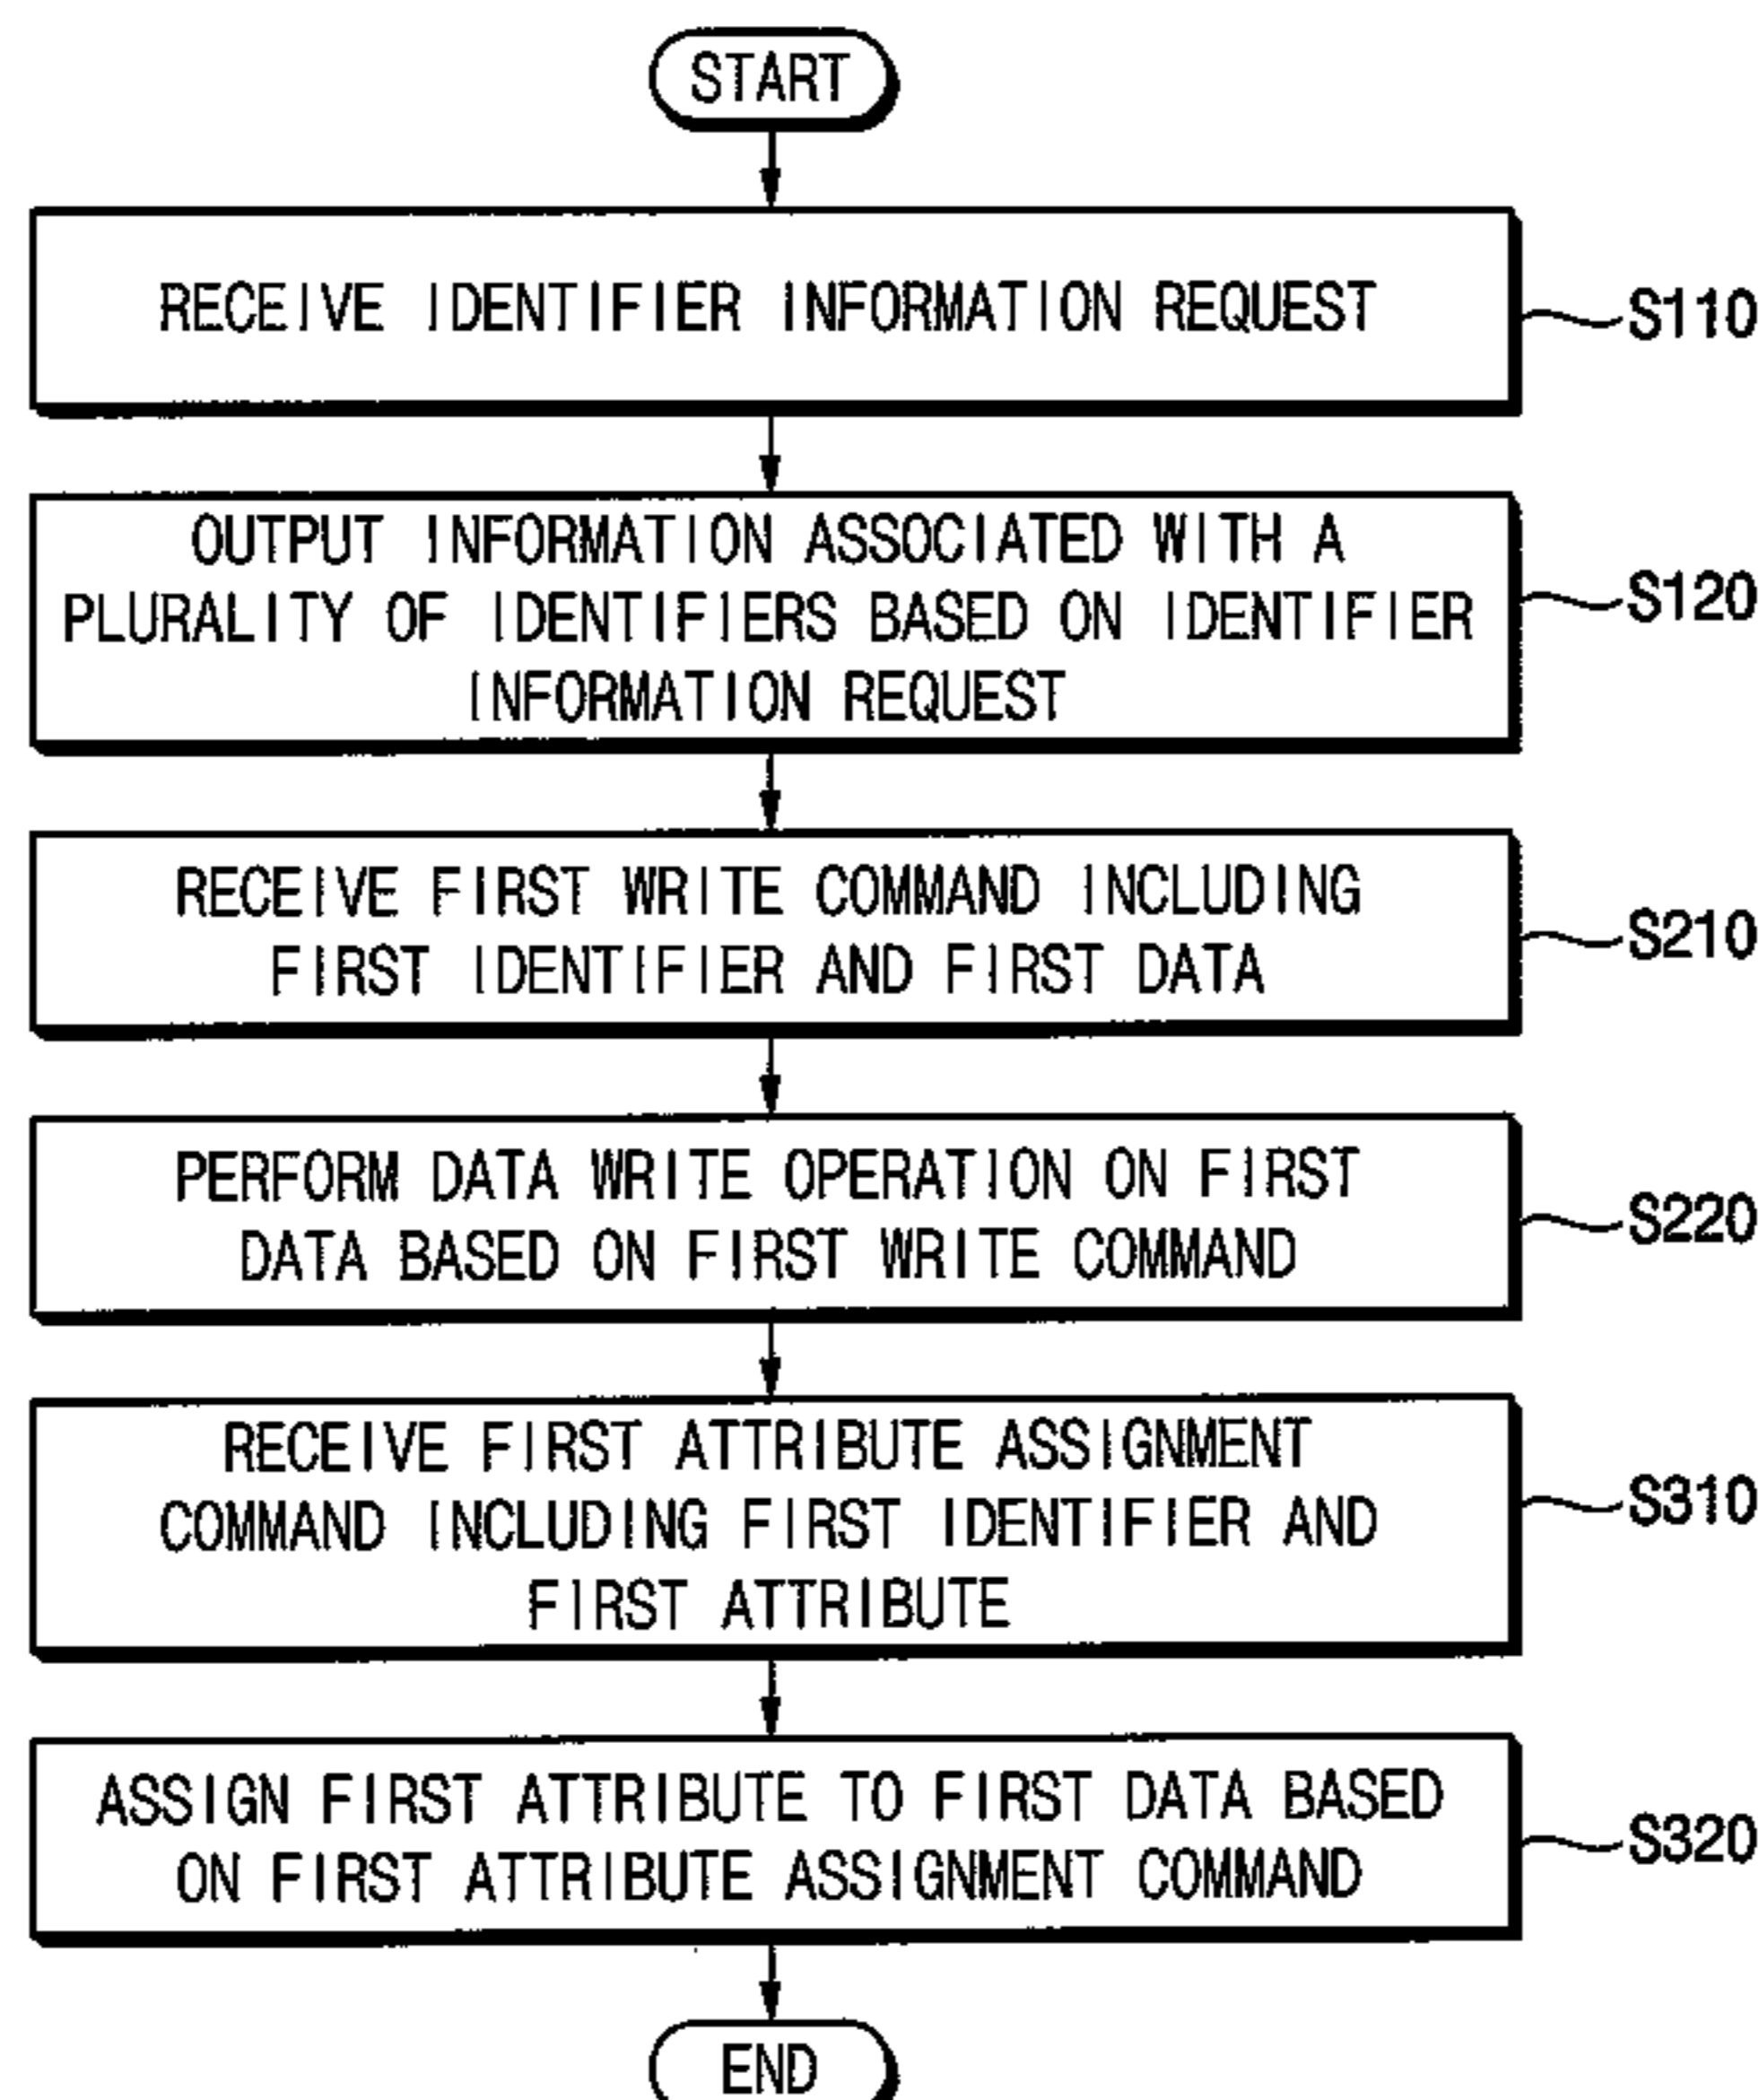 START
RECEIVE IDENTIFIER INFORMATION REQUEST
S110
OUTPUT INFORMATION ASSOCIATED WITH A
PLURALITY OF IDENTIFIERS BASED ON IDENTIFIER
INFORMATION REQUEST
S120
RECEIVE FIRST WRITE COMMAND INCLUDING
FIRST IDENTIFIER AND FIRST DATA
S210
PERFORM DATA WRITE OPERATION ON FIRST
DATA BASED ON FIRST WRITE COMMAND
S220
RECEIVE FIRST ATTRIBUTE ASSIGNMENT
COMMAND INCLUDING FIRST IDENTIFIER AND
FIRST ATTRIBUTE
S310
ASSIGN FIRST ATTRIBUTE TO FIRST DATA BASED
ON FIRST ATTRIBUTE ASSIGNMENT COMMAND
S320
END